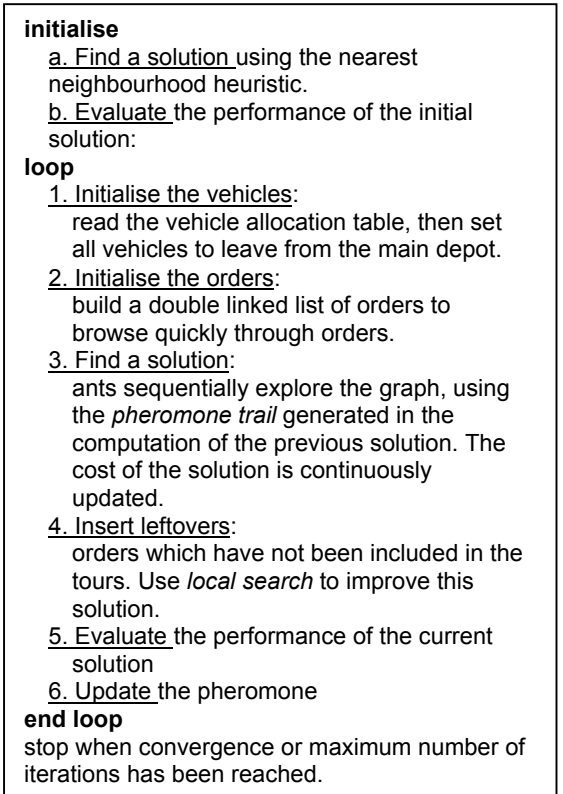 initialise
a. Find a solution using the nearest
neighbourhood heuristic.
b. Evaluate the performance of the initial
solution:
loop
1. Initialise the vehicles:
read the vehicle allocation table, then set
all vehicles to leave from the main depot.
2. Initialise the orders:
build a double linked list of orders to
browse quickly through orders.
3. Find a solution:
ants sequentially explore the graph, using
the pheromone trail generated in the
computation of the previous solution. The
cost of the solution is continuously
updated.
4. Insert leftovers:
orders which have not been included in the
tours. Use local search to improve this
solution.
5. Evaluate the performance of the current
solution
6. Update the pheromone
end loop
stop when convergence or maximum number of
iterations has been reached.